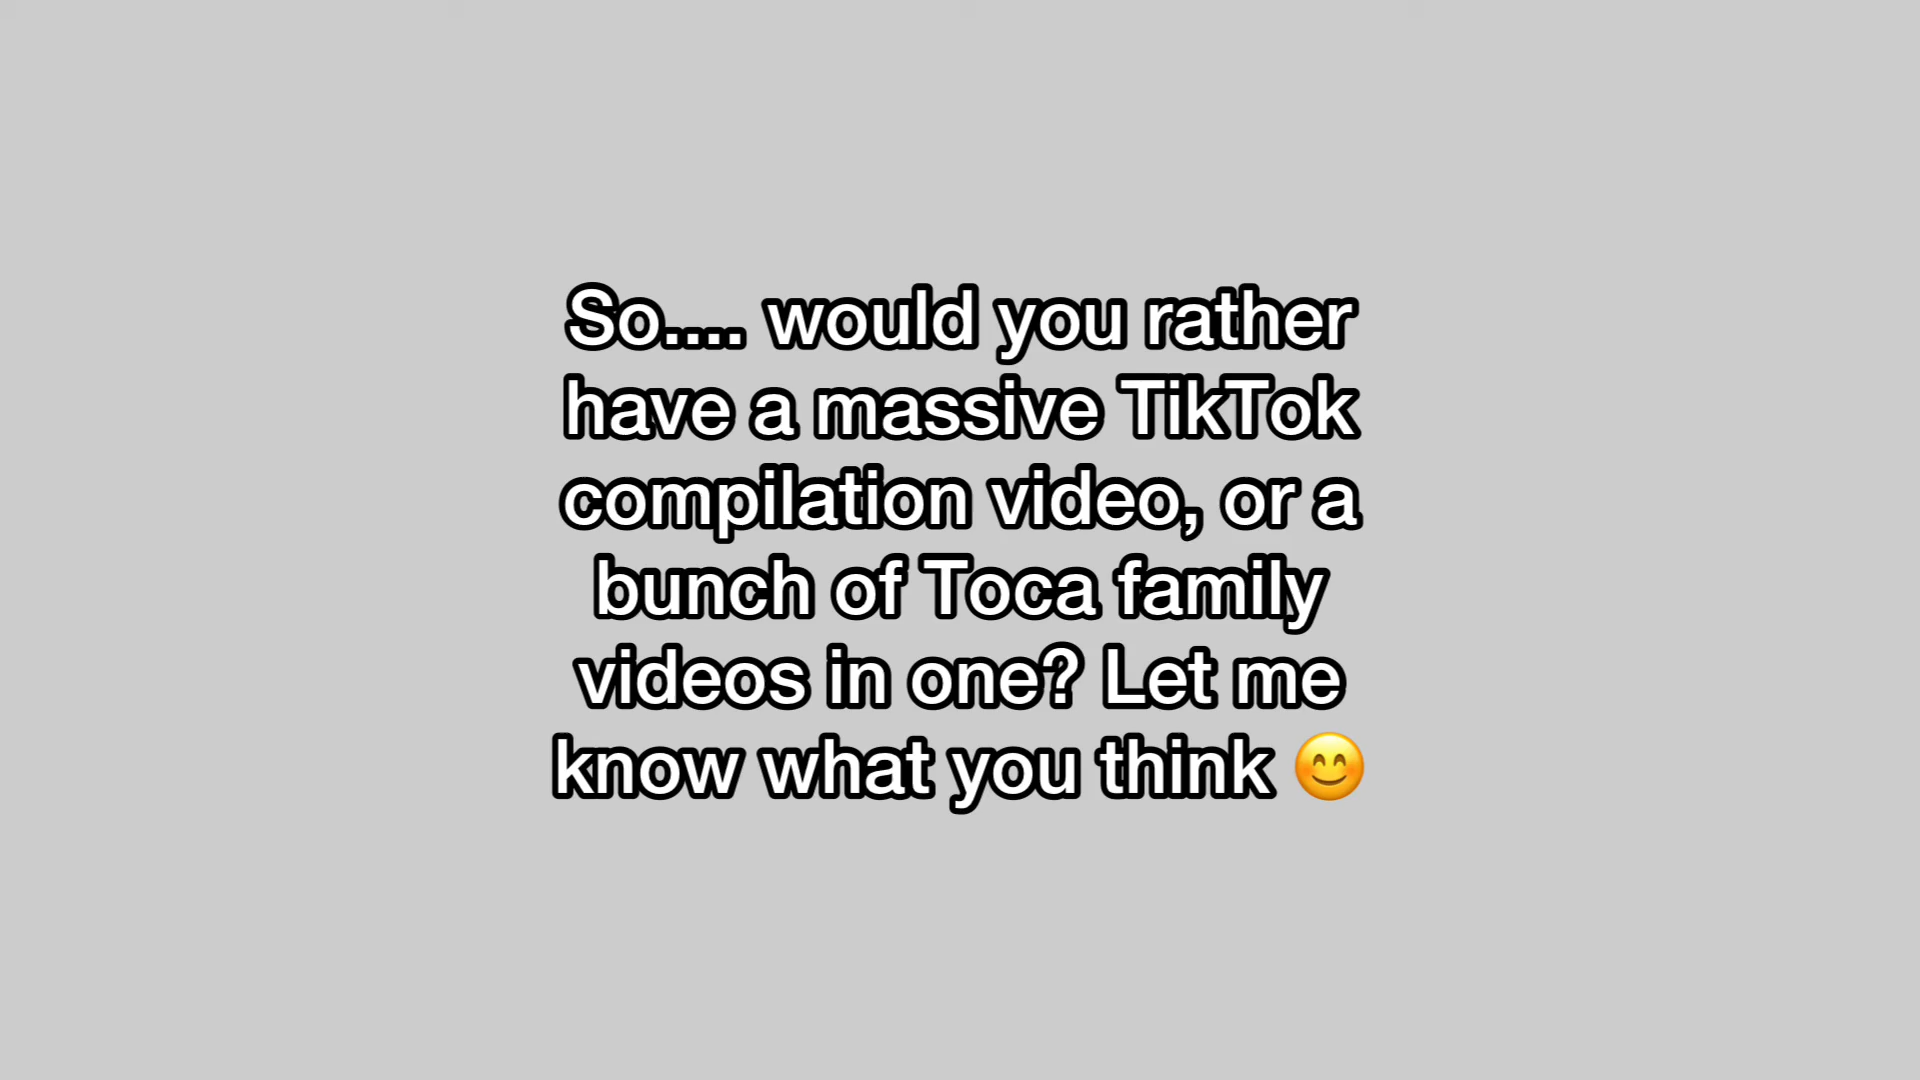 So.... would you rather
have a massive TikTok
compilation video, or a
bunch of Toca family
videos in one? Let me
know what you think 😊